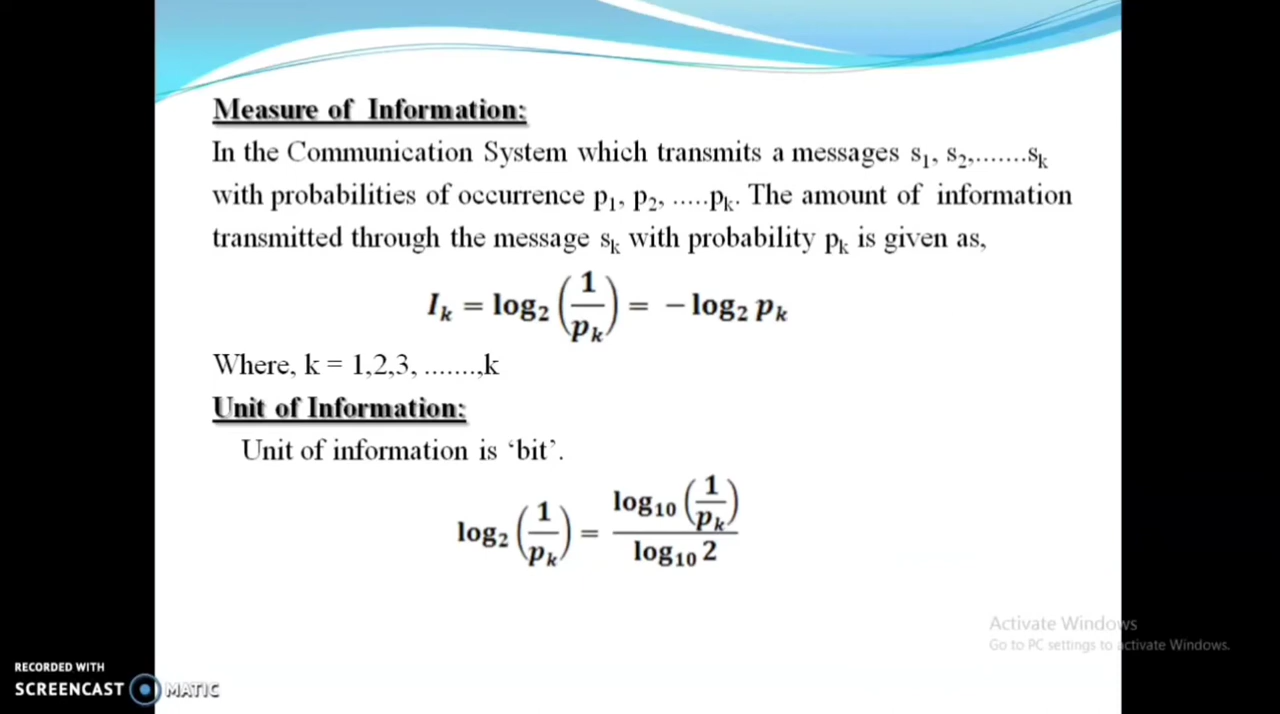 Measure of Information:
In the Communication System which transmits a messages s₁, s₂,.......sₖ
with probabilities of occurrence p₁, p₂, .....pₖ. The amount of information
transmitted through the message sₖ with probability pₖ is given as,
Iₖ = log₂ (1/pₖ) = − log₂ pₖ
Where, k = 1,2,3, .......,k
Unit of Information:
Unit of information is ‘bit’.
log₂ (1/pₖ) = log₁₀ (1/pₖ) / log₁₀ 2
Activate Windows
Go to PC settings to activate Windows.
RECORDED WITH
SCREENCAST MATIC